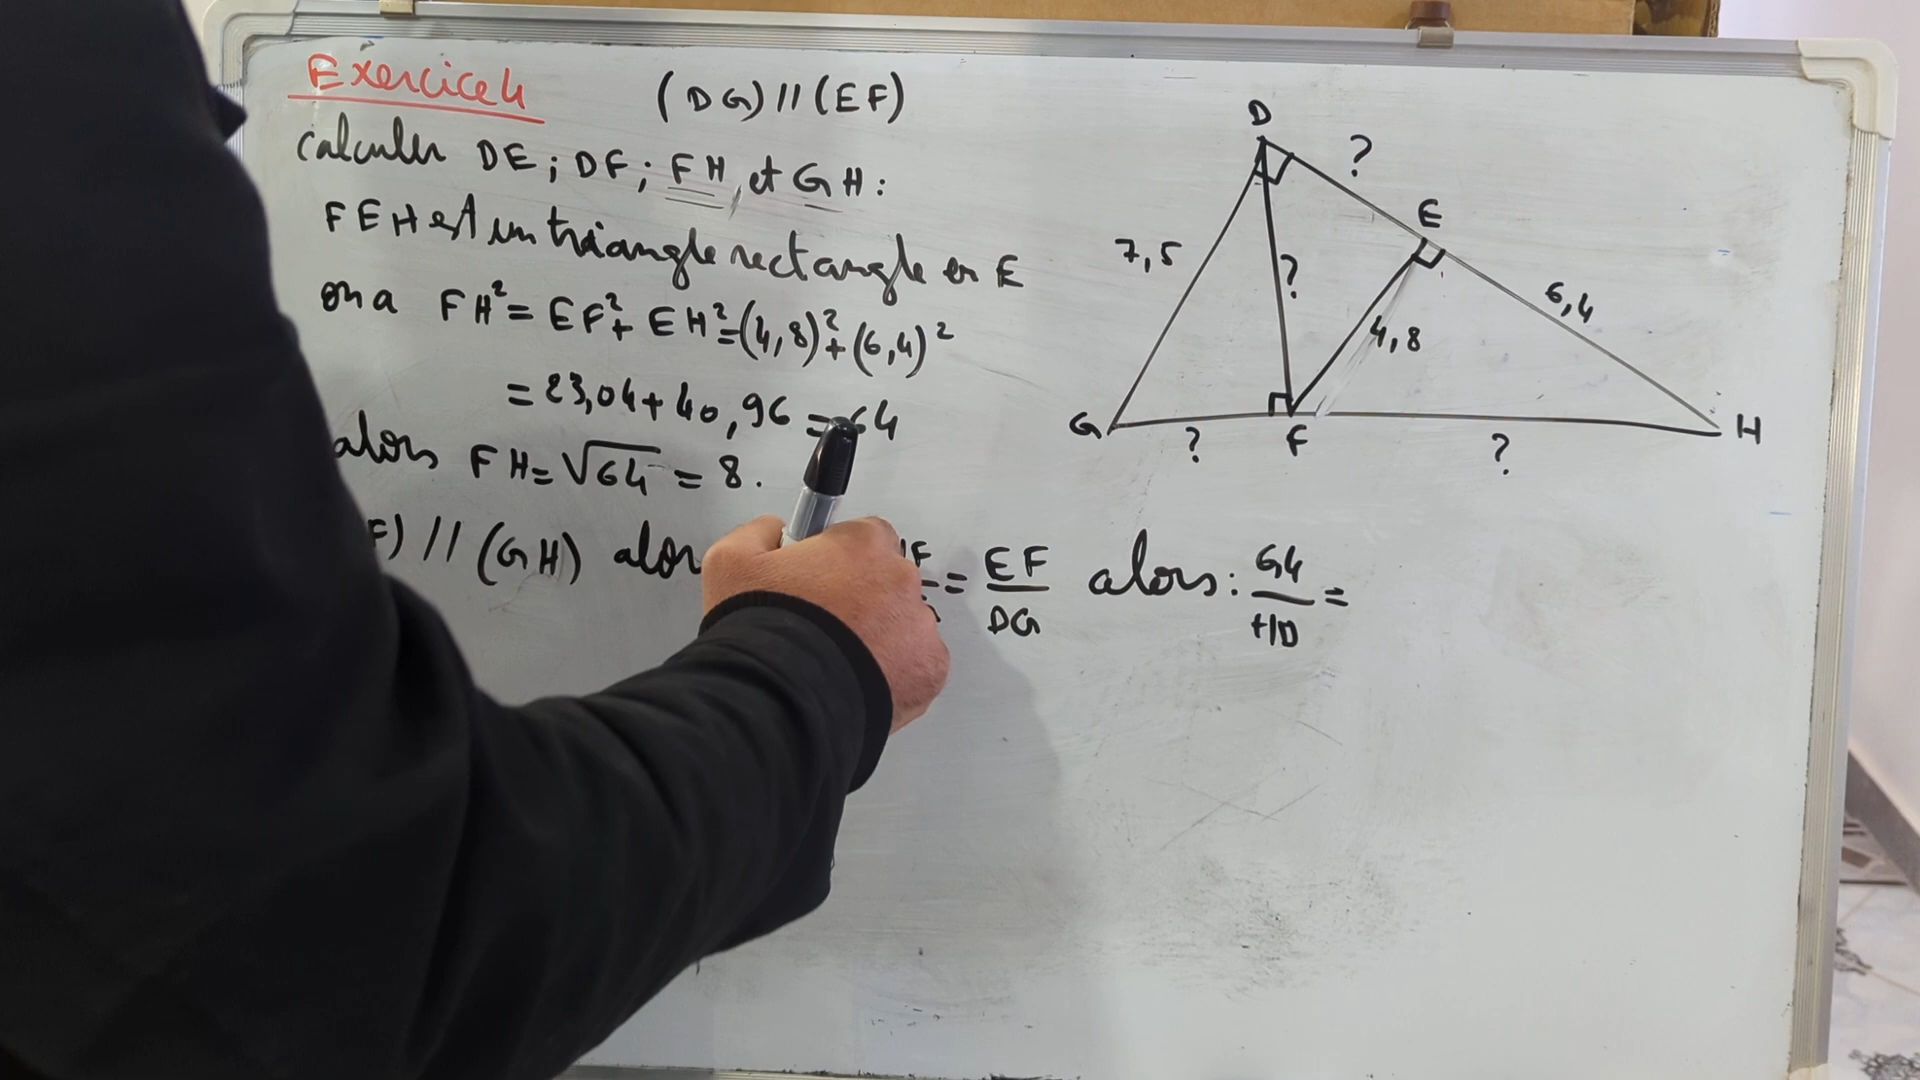 Exercice 4
(DG) // (EF)
Calculer DE ; DF ; FH, et GH :
FEH est un triangle rectangle en E
on a FH² = EF² + EH² = (4,8)² + (6,4)²
= 23,04 + 40,96 = 64
alors FH = √64 = 8.
F) // (GH) alors = EF/DG alors : 64/HD =
D
?
E
7,5
?
6,4
4,8
G
?
F
?
H